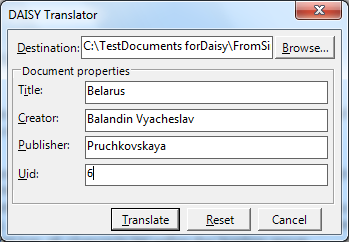 DAISY Translator
Destination: C:\TestDocuments forDaisy\FromSi Browse...
Document properties
Title: Belarus
Creator: Balandin Vyacheslav
Publisher: Pruchkovskaya
Uid: 6
Translate Reset Cancel